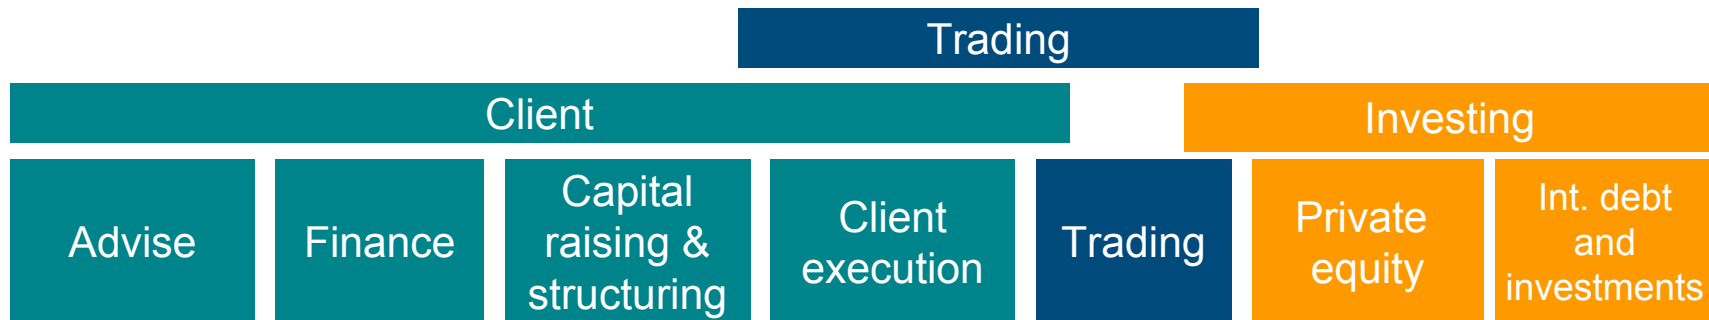 Trading
Client
Investing
Advise
Finance
Capital
raising &
structuring
Client
execution
Trading
Private
equity
Int. debt
and
investments